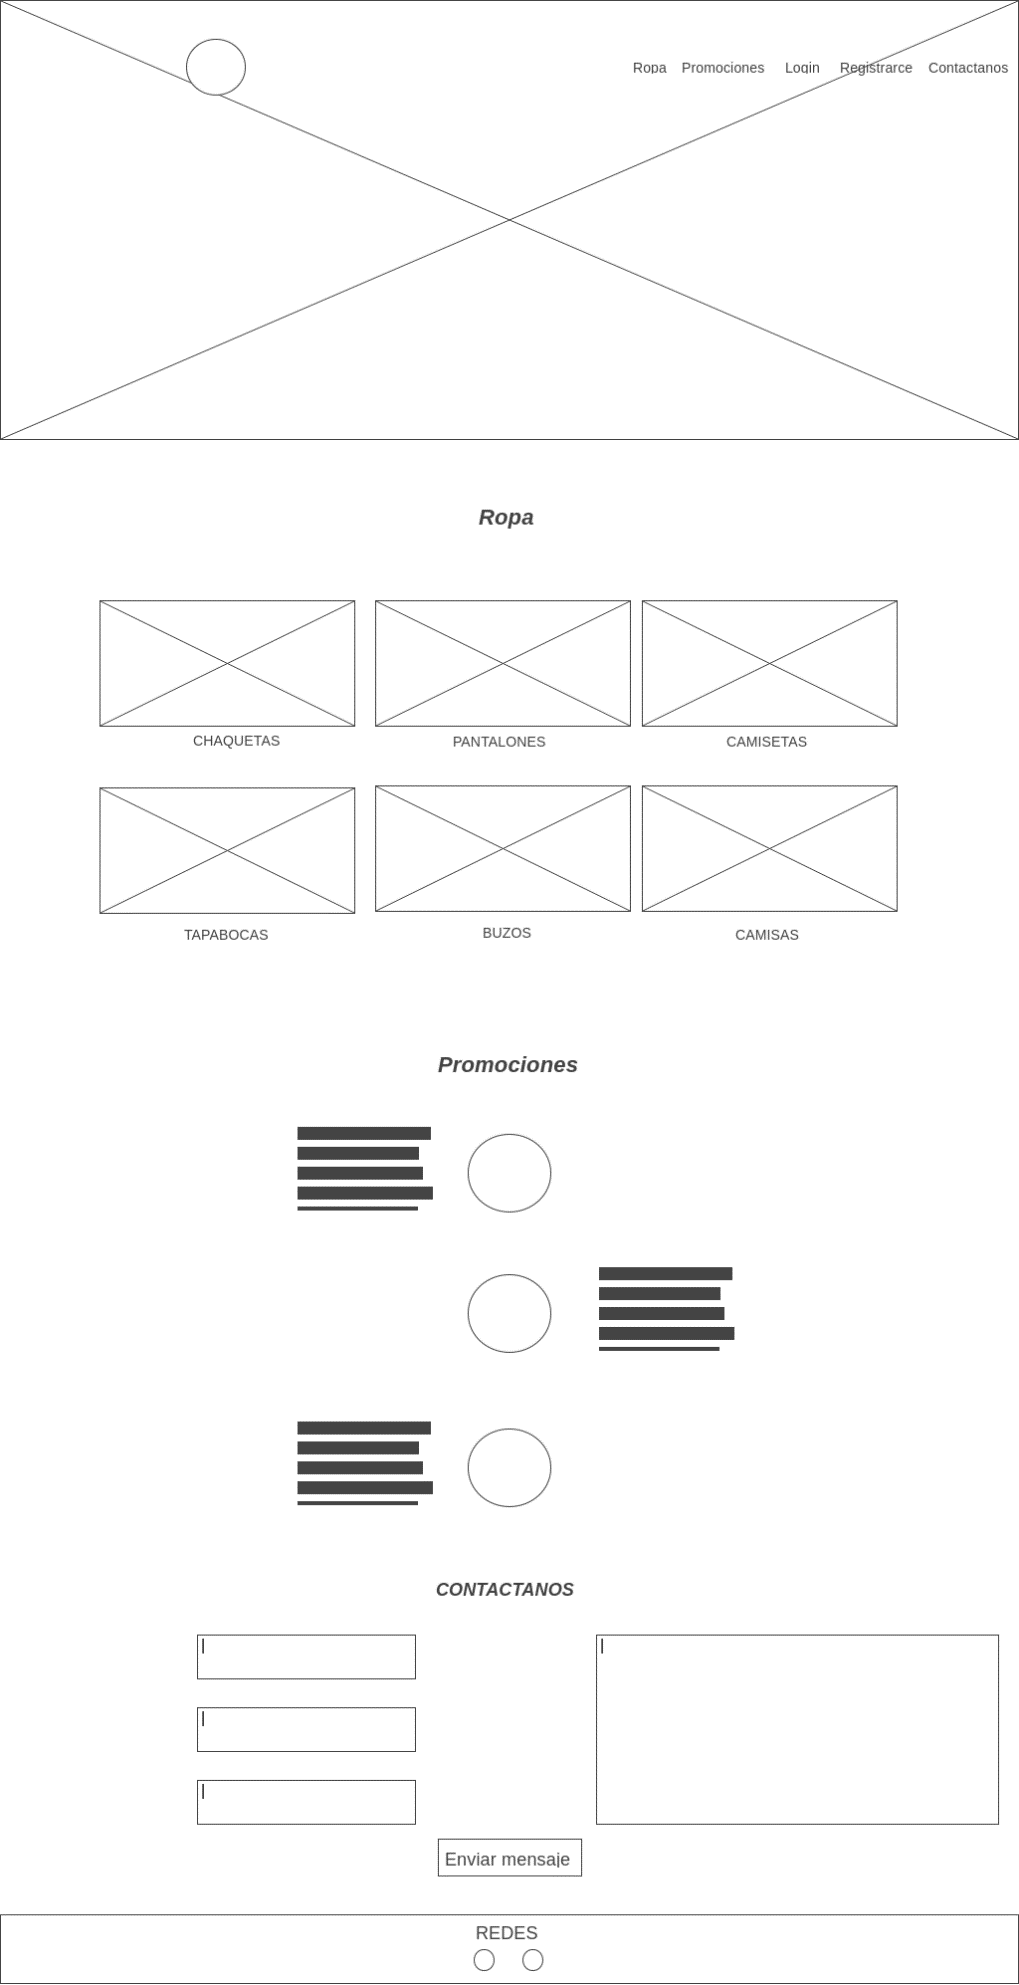 Ropa Promociones Login Registrarce Contactanos
Ropa
CHAQUETAS PANTALONES CAMISETAS
TAPABOCAS BUZOS CAMISAS
Promociones
CONTACTANOS
Enviar mensaje
REDES